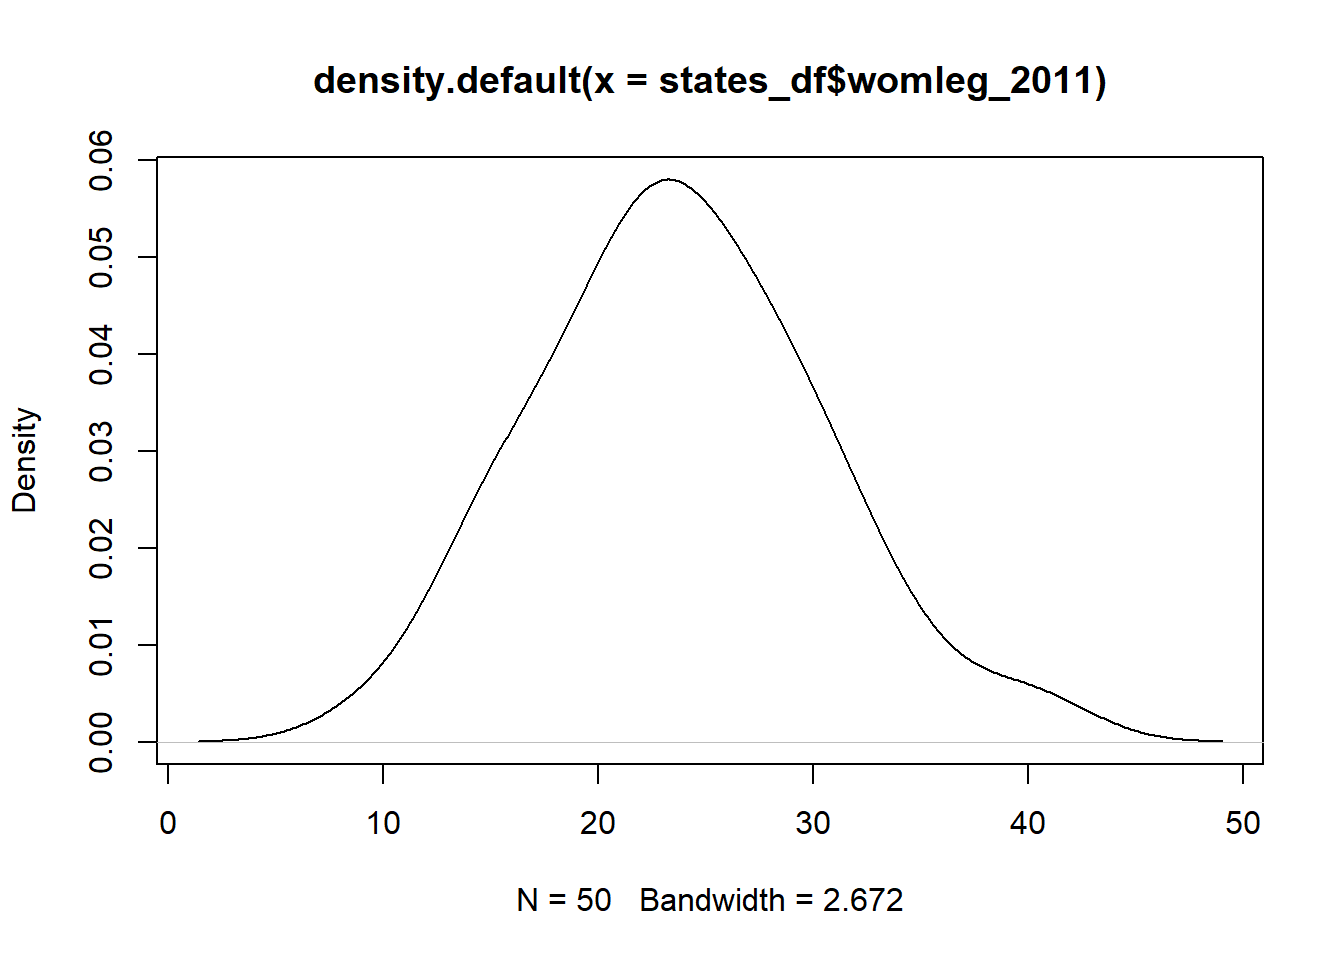 density.default(x = states_df$womleg_2011)
0.06
0.05
0.04
0.03
0.02
0.01
0.00
Density
0 10 20 30 40 50
N = 50 Bandwidth = 2.672